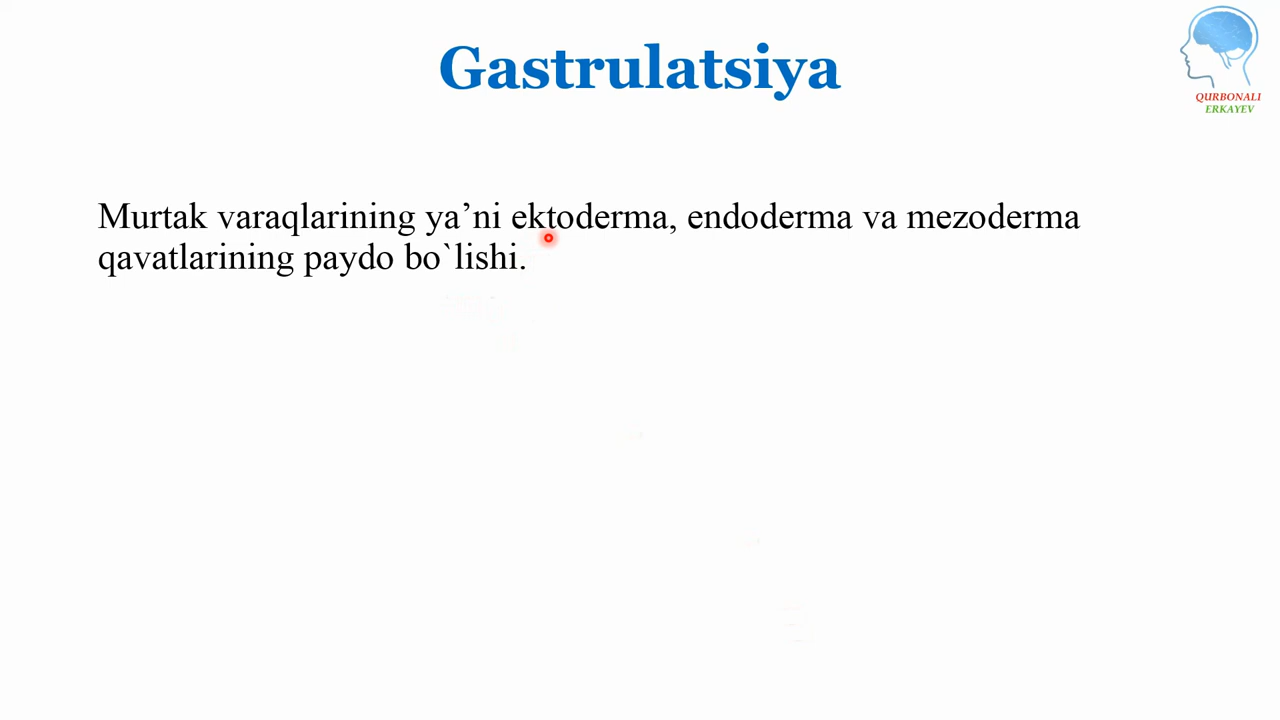 Gastrulatsiya
QURBONALI
ERKAYEV
Murtak varaqlarining ya’ni ektoderma, endoderma va mezoderma
qavatlarining paydo bo`lishi.